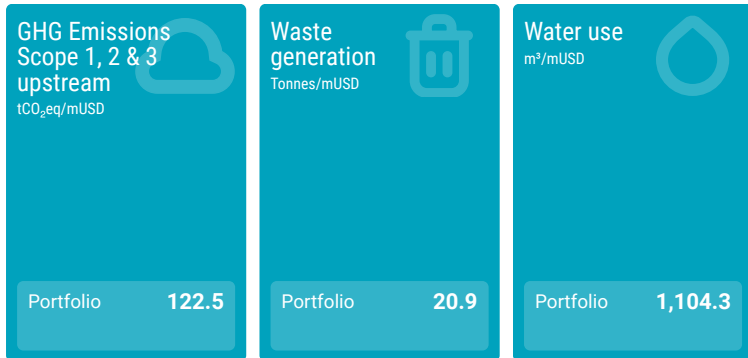 GHG Emissions
Scope 1, 2 & 3
upstream
tCO₂eq/mUSD
Portfolio 122.5
Waste
generation
Tonnes/mUSD
Portfolio 20.9
Water use
m³/mUSD
Portfolio 1,104.3